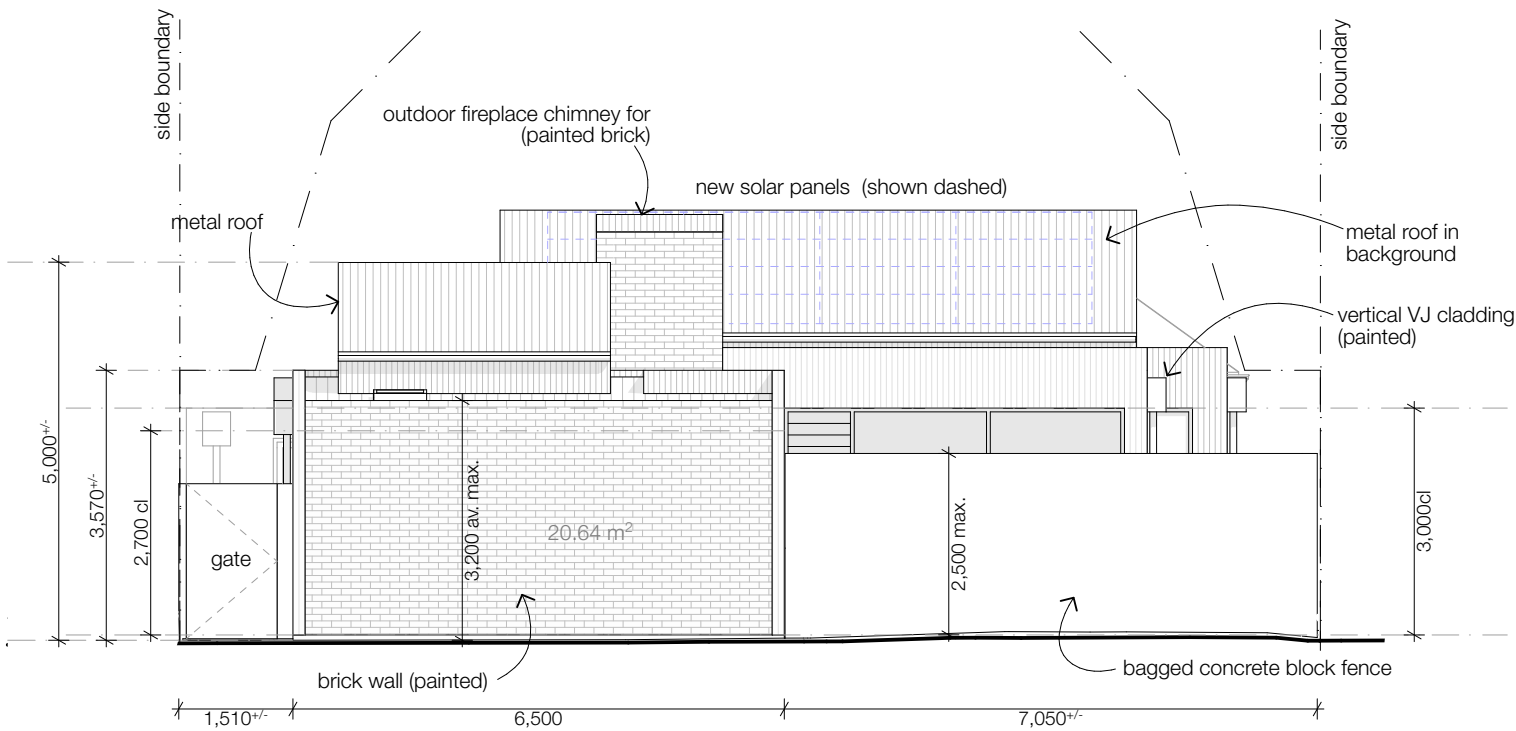 side boundary
side boundary
outdoor fireplace chimney for
(painted brick)
new solar panels (shown dashed)
metal roof
metal roof in
background
vertical VJ cladding
(painted)
5,000+/-
3,570+/-
2,700 cl
gate
3,200 av. max.
20.64 m²
2,500 max.
3,000cl
brick wall (painted)
bagged concrete block fence
1,510+/-
6,500
7,050+/-